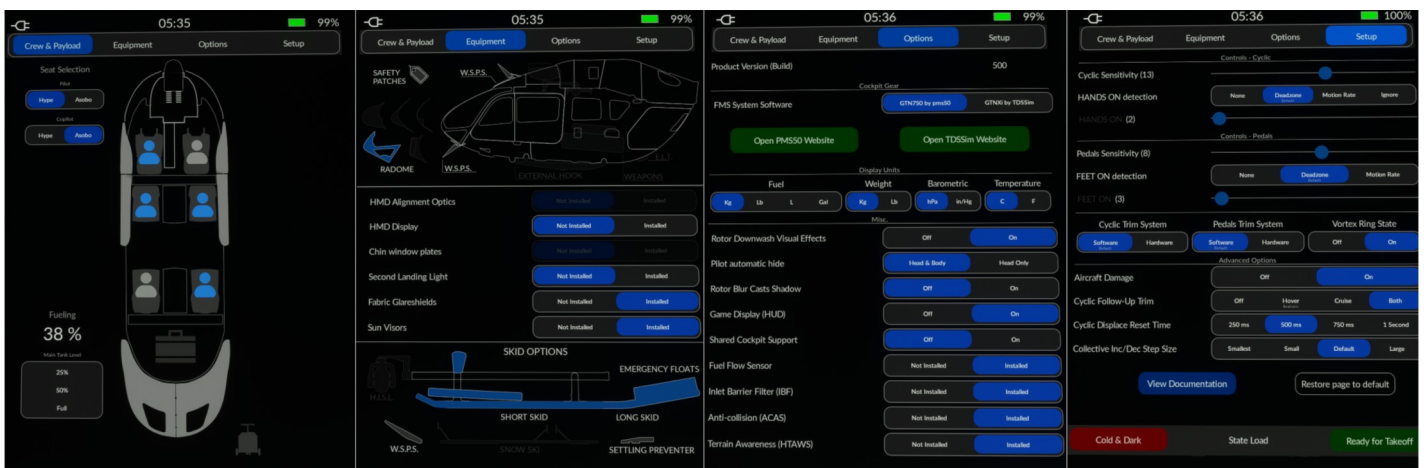 05:35
99%
Crew & Payload Equipment Options Setup
Seat Selection
Pilot
Hype Asobo
Copilot
Hype Asobo
Fueling
38 %
Main Tank Level
25%
50%
Full
05:35
99%
Crew & Payload Equipment Options Setup
SAFETY
PATCHES
W.S.P.S.
RADOME
W.S.P.S.
E.L.T.
EXTERNAL HOOK
WEAPONS
HMD Alignment Optics Not Installed Installed
HMD Display Not Installed Installed
Chin window plates Not Installed Installed
Second Landing Light Not Installed Installed
Fabric Glareshields Not Installed Installed
Sun Visors Not Installed Installed
SKID OPTIONS
EMERGENCY FLOATS
H.I.S.L.
SHORT SKID
LONG SKID
W.S.P.S.
SNOW SKI
SETTLING PREVENTER
05:36
99%
Crew & Payload Equipment Options Setup
Product Version (Build) 500
Cockpit Gear
FMS System Software GTN750 by pms50 GTNXi by TDSSim
Open PMS50 Website Open TDSSim Website
Display Units
Fuel Weight Barometric Temperature
Kg Lb L Gal Kg Lb hPa in/Hg C F
Misc.
Rotor Downwash Visual Effects Off On
Pilot automatic hide Head & Body Head Only
Rotor Blur Casts Shadow Off On
Game Display (HUD) Off On
Shared Cockpit Support Off On
Fuel Flow Sensor Not Installed Installed
Inlet Barrier Filter (IBF) Not Installed Installed
Anti-collision (ACAS) Not Installed Installed
Terrain Awareness (HTAWS) Not Installed Installed
05:36
100%
Crew & Payload Equipment Options Setup
Controls - Cyclic
Cyclic Sensitivity (13)
HANDS ON detection None Deadzone Default Motion Rate Ignore
HANDS ON (2)
Controls - Pedals
Pedals Sensitivity (8)
FEET ON detection None Deadzone Default Motion Rate
FEET ON (3)
Cyclic Trim System Pedals Trim System Vortex Ring State
Software Default Hardware Software Default Hardware Off On
Advanced Options
Aircraft Damage Off On
Cyclic Follow-Up Trim Off Hover Cruise Both
Cyclic Displace Reset Time 250 ms 500 ms 750 ms 1 Second
Collective Inc/Dec Step Size Smallest Small Default Large
View Documentation Restore page to default
Cold & Dark State Load Ready for Takeoff